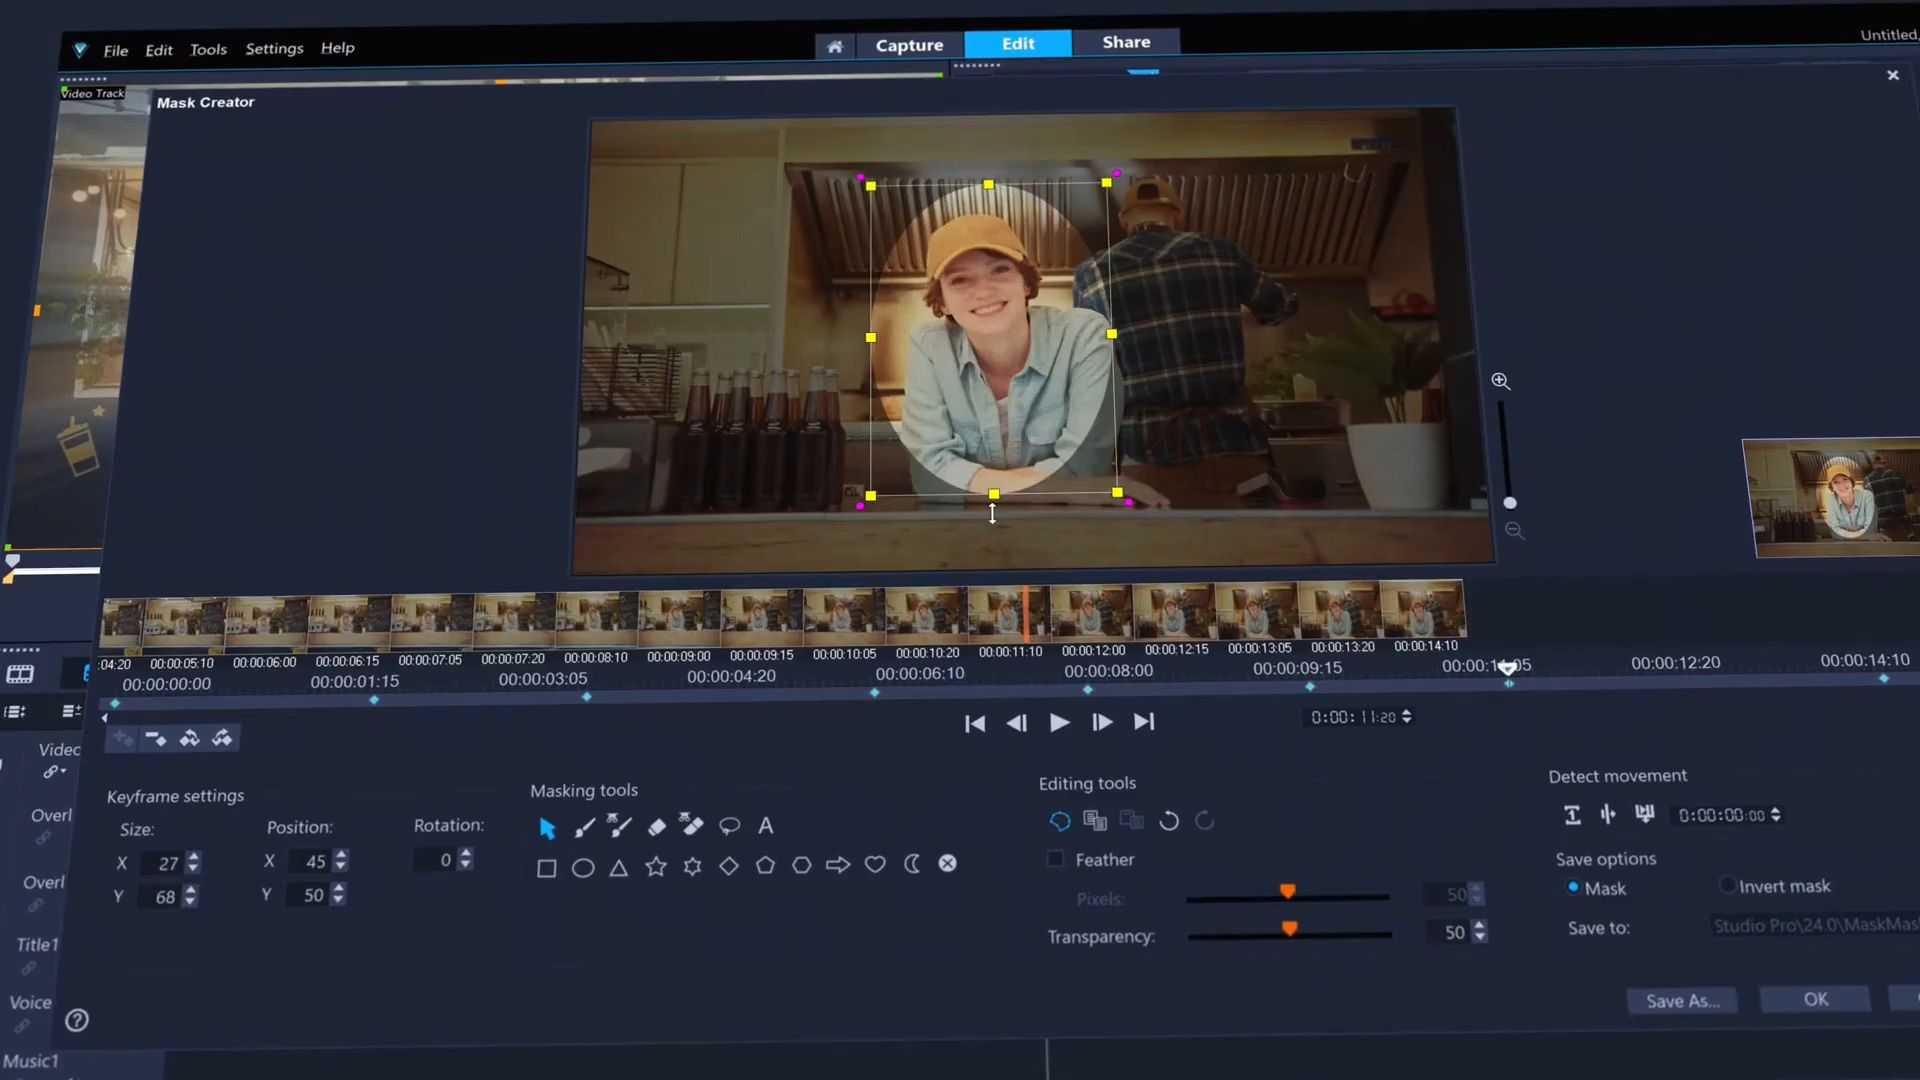 File Edit Tools Settings Help
Capture Edit Share
Untitled,
Video Track
Mask Creator
:04:20 00:00:05:10 00:00:06:00 00:00:06:15 00:00:07:05 00:00:07:20 00:00:08:10 00:00:09:00 00:00:09:15 00:00:10:05 00:00:10:20 00:00:11:10 00:00:12:00 00:00:12:15 00:00:13:05 00:00:13:20 00:00:14:10
00:00:00:00 00:00:01:15 00:00:03:05 00:00:04:20 00:00:06:10 00:00:08:00 00:00:09:15 00:00:12:20 00:00:14:10
0:00:11:20
Video
Overl
Overl
Title1
Voice
Music1
Keyframe settings
Size: Position: Rotation:
X 27 X 45 0
Y 68 Y 50
Masking tools
A
Editing tools
Feather
Pixels: 50
Transparency: 50
Detect movement
0:00:00:00
Save options
Mask Invert mask
Save to: Studio Pro\24.0\MaskMas
Save As... OK
?